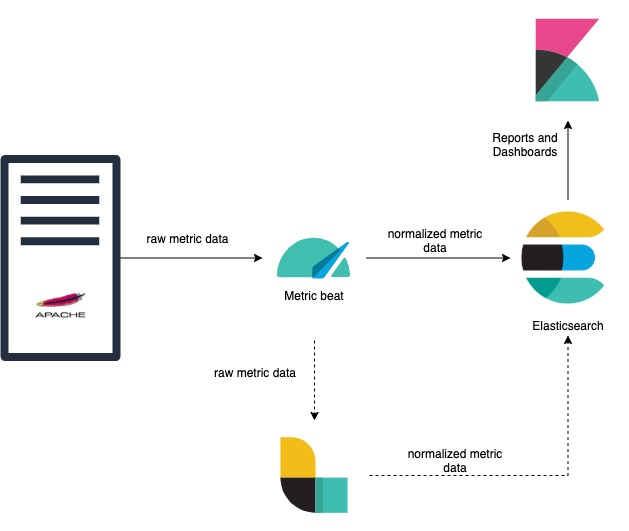 Reports and
Dashboards
raw metric data
normalized metric
data
Metric beat
APACHE
Elasticsearch
raw metric data
normalized metric
data